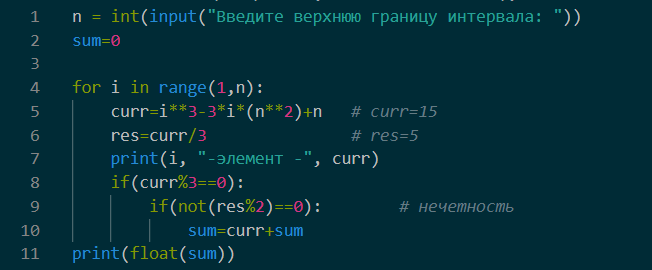 1 n = int(input("Введите верхнюю границу интервала: "))
2 sum=0
3
4 for i in range(1,n):
5 curr=i**3-3*i*(n**2)+n # curr=15
6 res=curr/3 # res=5
7 print(i, "-элемент -", curr)
8 if(curr%3==0):
9 if(not(res%2)==0): # нечетность
10 sum=curr+sum
11 print(float(sum))